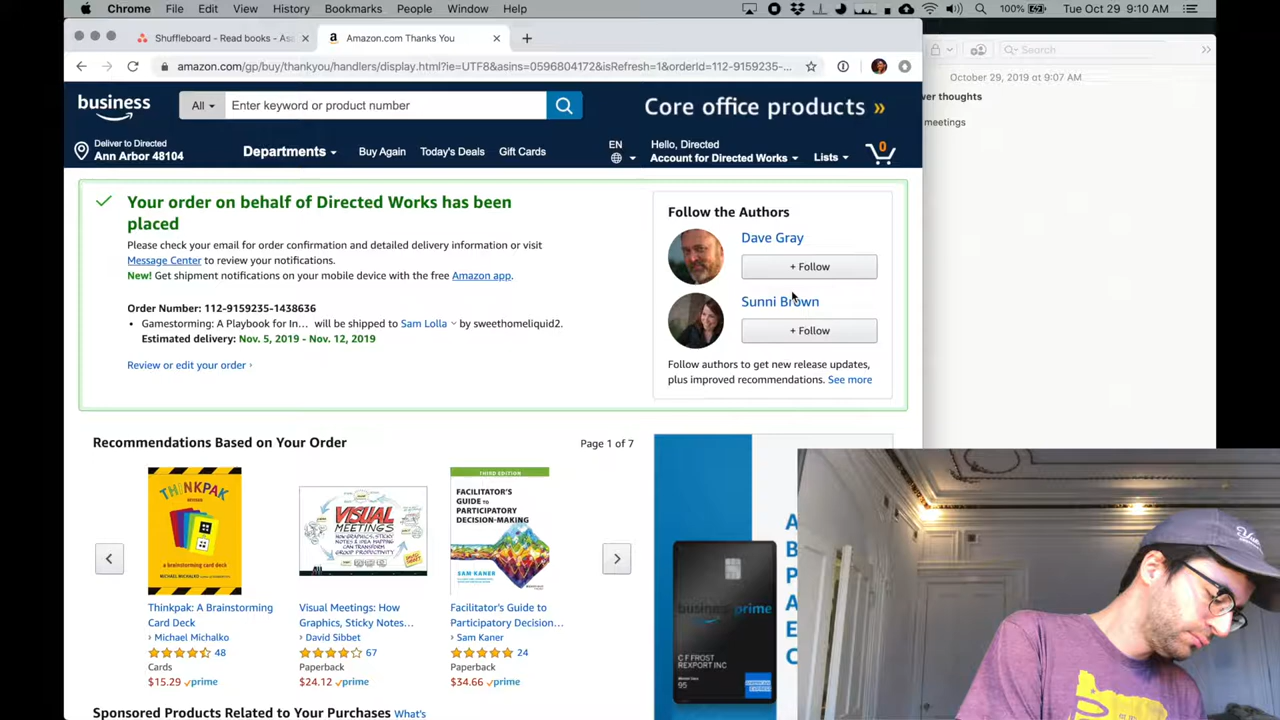 Chrome File Edit View History Bookmarks People Window Help 100% Tue Oct 29 9:10 AM
Shuffleboard - Read books - As
Amazon.com Thanks You
amazon.com/gp/buy/thankyou/handlers/display.html?ie=UTF8&asins=0596804172&isRefresh=1&orderId=112-9159235-...
Search
October 29, 2019 at 9:07 AM
ver thoughts
meetings
business
All
Enter keyword or product number
Core office products »
Deliver to Directed
Ann Arbor 48104
Departments
Buy Again Today's Deals Gift Cards
EN
Hello, Directed
Account for Directed Works
Lists
0
Your order on behalf of Directed Works has been
placed
Please check your email for order confirmation and detailed delivery information or visit
Message Center to review your notifications.
New! Get shipment notifications on your mobile device with the free Amazon app.
Order Number: 112-9159235-1438636
• Gamestorming: A Playbook for In... will be shipped to Sam Lolla by sweethomeliquid2.
Estimated delivery: Nov. 5, 2019 - Nov. 12, 2019
Review or edit your order ›
Follow the Authors
Dave Gray
+ Follow
Sunni Brown
+ Follow
Follow authors to get new release updates,
plus improved recommendations. See more
Recommendations Based on Your Order
Page 1 of 7
THINKPAK
MICHAEL MICHALKO
VISUAL
MEETINGS
HOW GRAPHICS, STICKY
NOTES & IDEA MAPPING
CAN TRANSFORM
GROUP PRODUCTIVITY
THIRD EDITION
FACILITATOR'S
GUIDE TO
PARTICIPATORY
DECISION-MAKING
SAM KANER
Thinkpak: A Brainstorming
Card Deck
› Michael Michalko
48
Cards
$15.29 prime
Visual Meetings: How
Graphics, Sticky Notes...
› David Sibbet
67
Paperback
$24.12 prime
Facilitator's Guide to
Participatory Decision...
› Sam Kaner
24
Paperback
$34.66 prime
A
B
P
A
E
C
business prime
C F FROST
REXPORT INC
95
AMERICAN
EXPRESS
Sponsored Products Related to Your Purchases What's